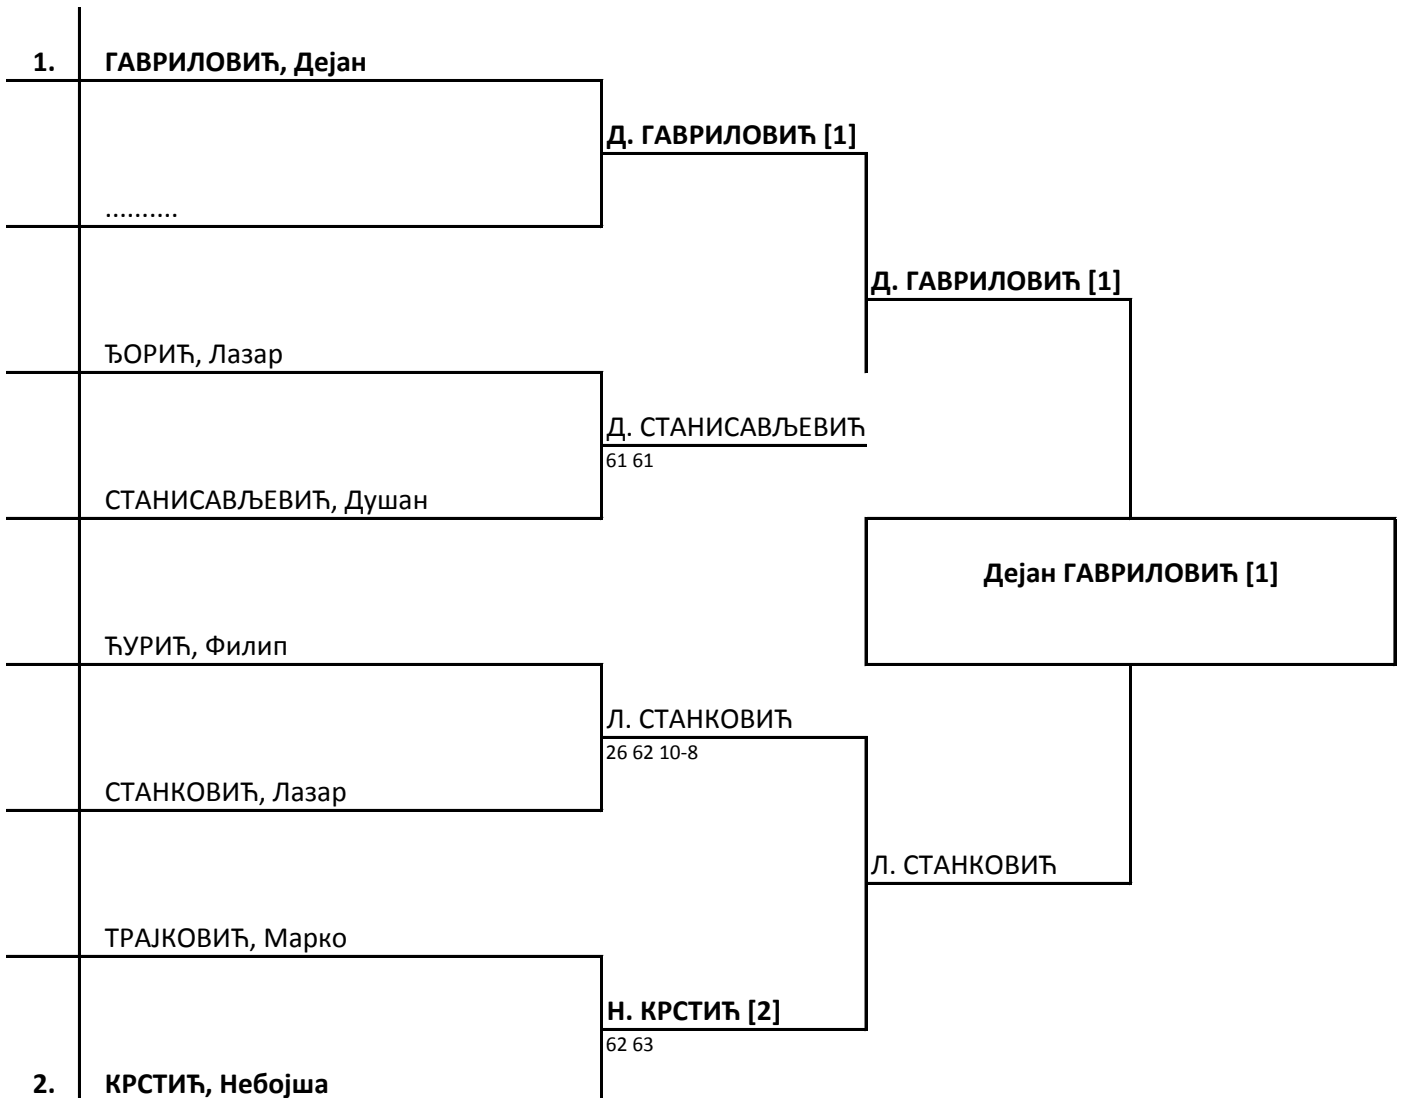 1. ГАВРИЛОВИЋ, Дејан
Д. ГАВРИЛОВИЋ [1]
..........
Д. ГАВРИЛОВИЋ [1]
ЂОРИЋ, Лазар
Д. СТАНИСАВЉЕВИЋ
61 61
СТАНИСАВЉЕВИЋ, Душан
Дејан ГАВРИЛОВИЋ [1]
ЋУРИЋ, Филип
Л. СТАНКОВИЋ
26 62 10-8
СТАНКОВИЋ, Лазар
Л. СТАНКОВИЋ
ТРАЈКОВИЋ, Марко
Н. КРСТИЋ [2]
62 63
2. КРСТИЋ, Небојша